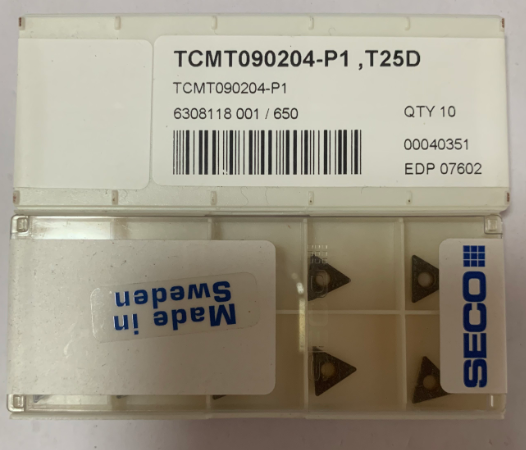 TCMT090204-P1 ,T25D
TCMT090204-P1
6308118 001 / 650
QTY 10
00040351
EDP 07602
Made in
Sweden
SECO